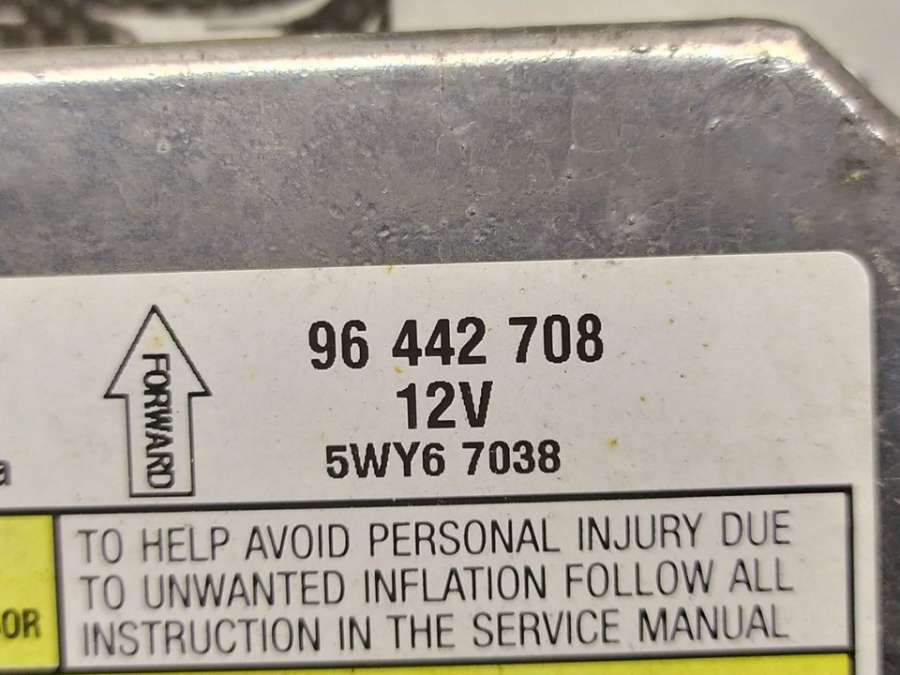 FORWARD
96 442 708
12V
5WY6 7038
TO HELP AVOID PERSONAL INJURY DUE
TO UNWANTED INFLATION FOLLOW ALL
INSTRUCTION IN THE SERVICE MANUAL